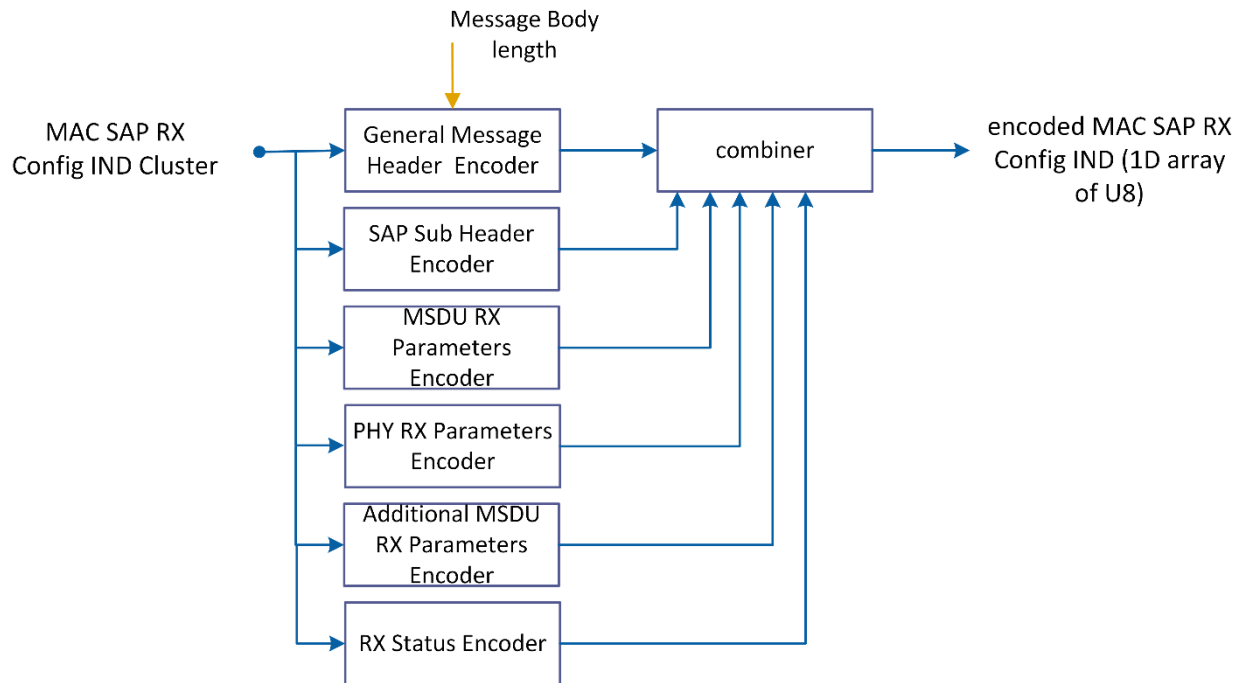 Message Body
length
MAC SAP RX
Config IND Cluster
General Message
Header Encoder
combiner
encoded MAC SAP RX
Config IND (1D array
of U8)
SAP Sub Header
Encoder
MSDU RX
Parameters
Encoder
PHY RX Parameters
Encoder
Additional MSDU
RX Parameters
Encoder
RX Status Encoder